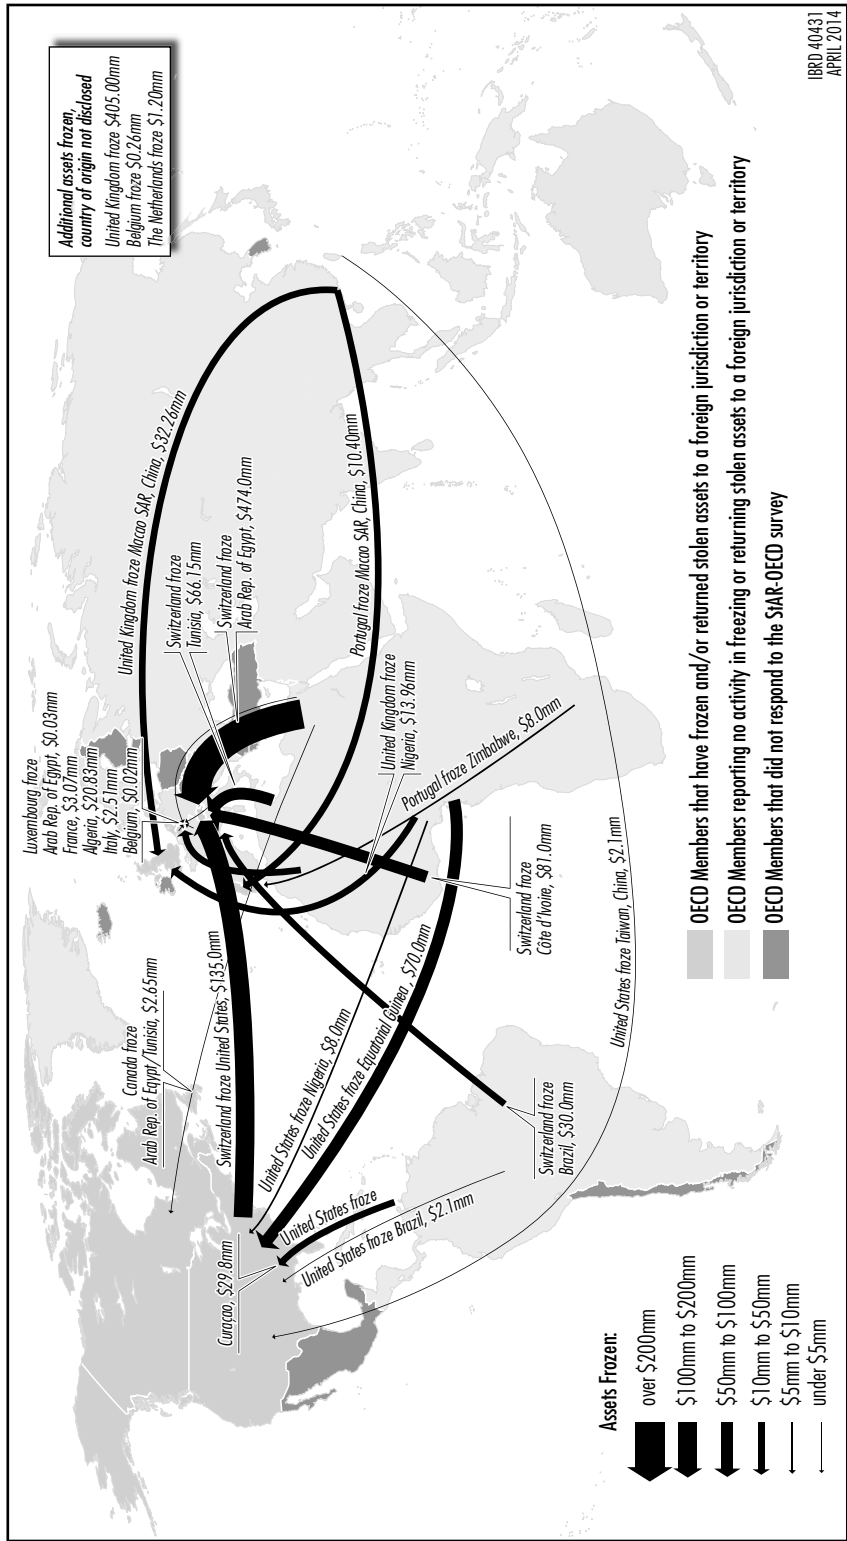 Additional assets frozen,
country of origin not disclosed
United Kingdom froze $405.00mm
Belgium froze $0.26mm
The Netherlands froze $1.20mm
Luxembourg froze
Arab Rep. of Egypt, $0.03mm
France, $3.07mm
Algeria, $20.83mm
Italy, $2.51mm
Belgium, $0.02mm
United Kingdom froze Macao SAR, China, $32.26mm
Switzerland froze
Tunisia, $66.15mm
Switzerland froze
Arab Rep. of Egypt, $474.0mm
Portugal froze Macao SAR, China, $10.40mm
Canada froze
Arab Rep. of Egypt/Tunisia, $2.65mm
Switzerland froze United States, $135.0mm
United Kingdom froze
Nigeria, $13.96mm
Portugal froze Zimbabwe, $8.0mm
United States froze Nigeria, $8.0mm
United States froze Equatorial Guinea, $70.0mm
Switzerland froze
Côte d'Ivoire, $81.0mm
Curaçao, $29.8mm
United States froze
United States froze Brazil, $2.1mm
Switzerland froze
Brazil, $30.0mm
United States froze Taiwan, China, $2.1mm
Assets Frozen:
over $200mm
$100mm to $200mm
$50mm to $100mm
$10mm to $50mm
$5mm to $10mm
under $5mm
OECD Members that have frozen and/or returned stolen assets to a foreign jurisdiction or territory
OECD Members reporting no activity in freezing or returning stolen assets to a foreign jurisdiction or territory
OECD Members that did not respond to the StAR-OECD survey
IBRD 40431
APRIL 2014